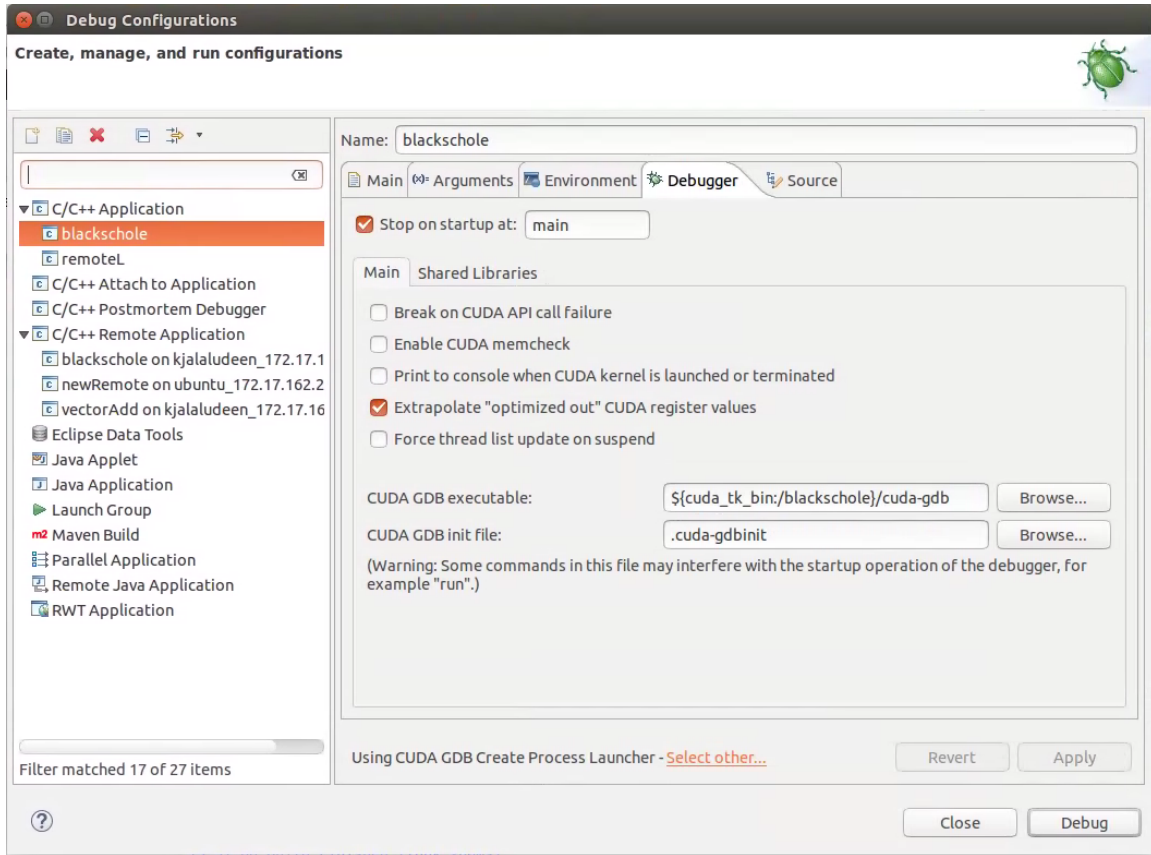 Debug Configurations
Create, manage, and run configurations
Name: blackschole
Main (x)= Arguments Environment Debugger Source
C/C++ Application
blackschole
remoteL
C/C++ Attach to Application
C/C++ Postmortem Debugger
C/C++ Remote Application
blackschole on kjalaludeen_172.17.1
newRemote on ubuntu_172.17.162.2
vectorAdd on kjalaludeen_172.17.16
Eclipse Data Tools
Java Applet
Java Application
Launch Group
m2 Maven Build
Parallel Application
Remote Java Application
RWT Application
Filter matched 17 of 27 items
Stop on startup at: main
Main Shared Libraries
Break on CUDA API call failure
Enable CUDA memcheck
Print to console when CUDA kernel is launched or terminated
Extrapolate "optimized out" CUDA register values
Force thread list update on suspend
CUDA GDB executable: ${cuda_tk_bin:/blackschole}/cuda-gdb Browse...
CUDA GDB init file: .cuda-gdbinit Browse...
(Warning: Some commands in this file may interfere with the startup operation of the debugger, for
example "run".)
Using CUDA GDB Create Process Launcher - Select other... Revert Apply
? Close Debug